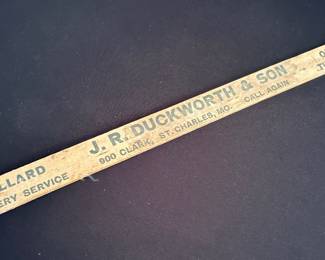 J. R. DUCKWORTH & SON
900 CLARK, ST. CHARLES, MO. CALL AGAIN
LLARD
ERY SERVICE